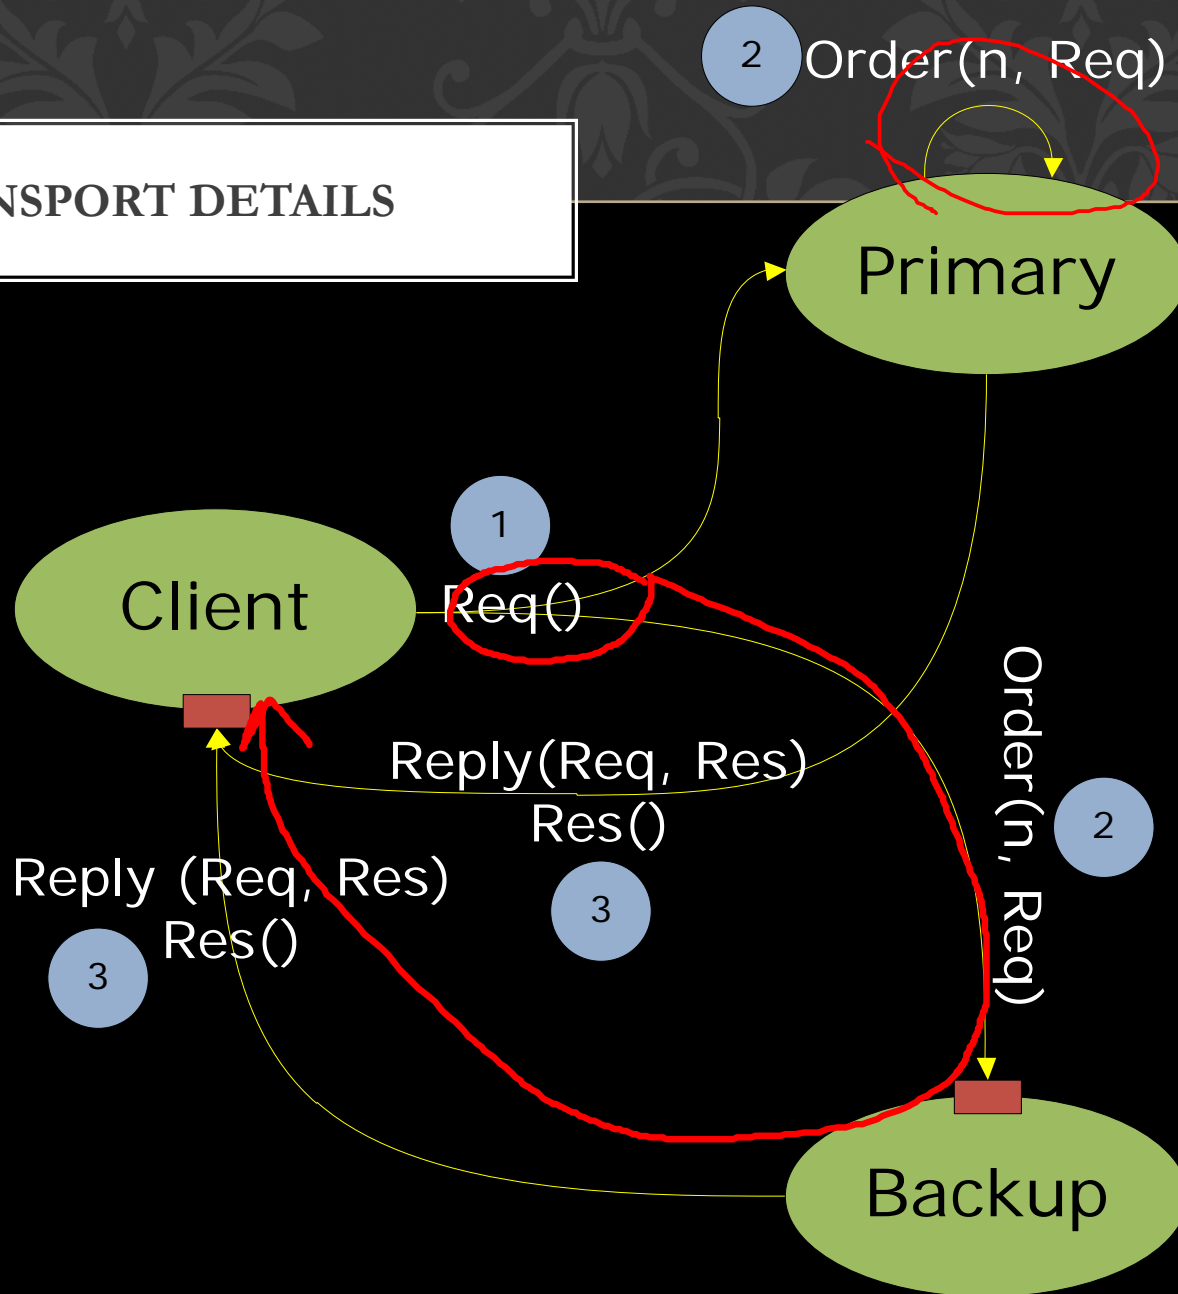 2
Order(n, Req)
NSPORT DETAILS
Primary
1
Client
Req()
Order(n, Req)
2
Reply(Req, Res)
Res()
3
Reply (Req, Res)
Res()
3
Backup